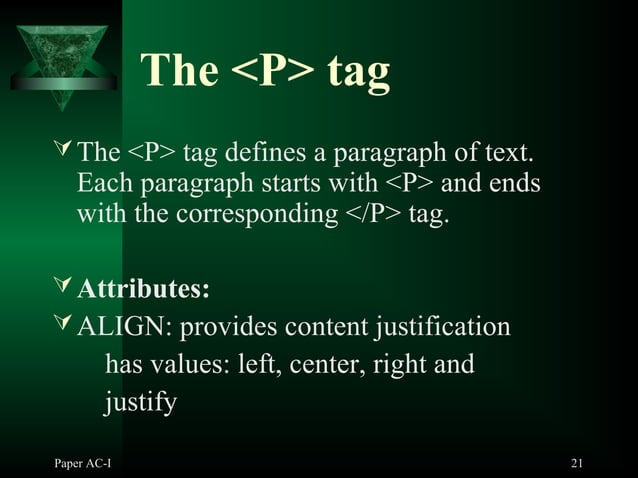 The <P> tag
The <P> tag defines a paragraph of text.
Each paragraph starts with <P> and ends
with the corresponding </P> tag.
Attributes:
ALIGN: provides content justification
has values: left, center, right and
justify
Paper AC-I
21